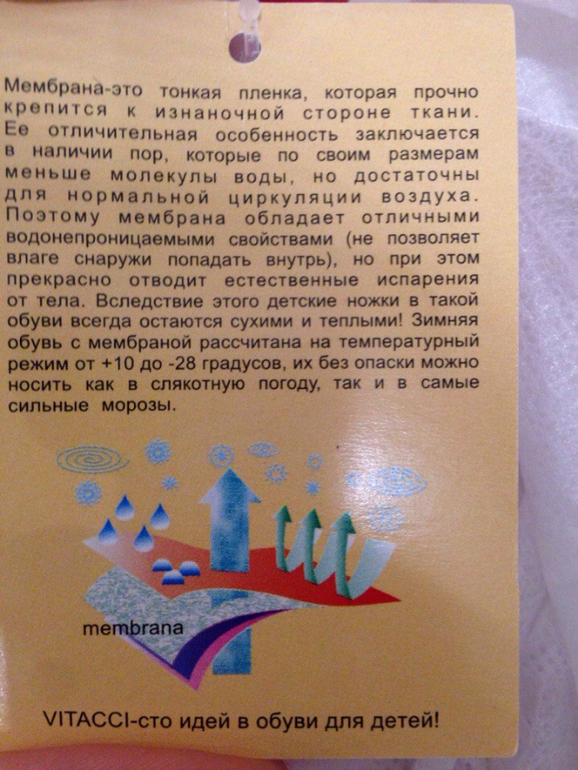 Мембрана-это тонкая пленка, которая прочно
крепится к изнаночной стороне ткани.
Ее отличительная особенность заключается
в наличии пор, которые по своим размерам
меньше молекулы воды, но достаточны
для нормальной циркуляции воздуха.
Поэтому мембрана обладает отличными
водонепроницаемыми свойствами (не позволяет
влаге снаружи попадать внутрь), но при этом
прекрасно отводит естественные испарения
от тела. Вследствие этого детские ножки в такой
обуви всегда остаются сухими и теплыми! Зимняя
обувь с мембраной рассчитана на температурный
режим от +10 до -28 градусов, их без опаски можно
носить как в слякотную погоду, так и в самые
сильные морозы.
membrana
VITACCI-сто идей в обуви для детей!